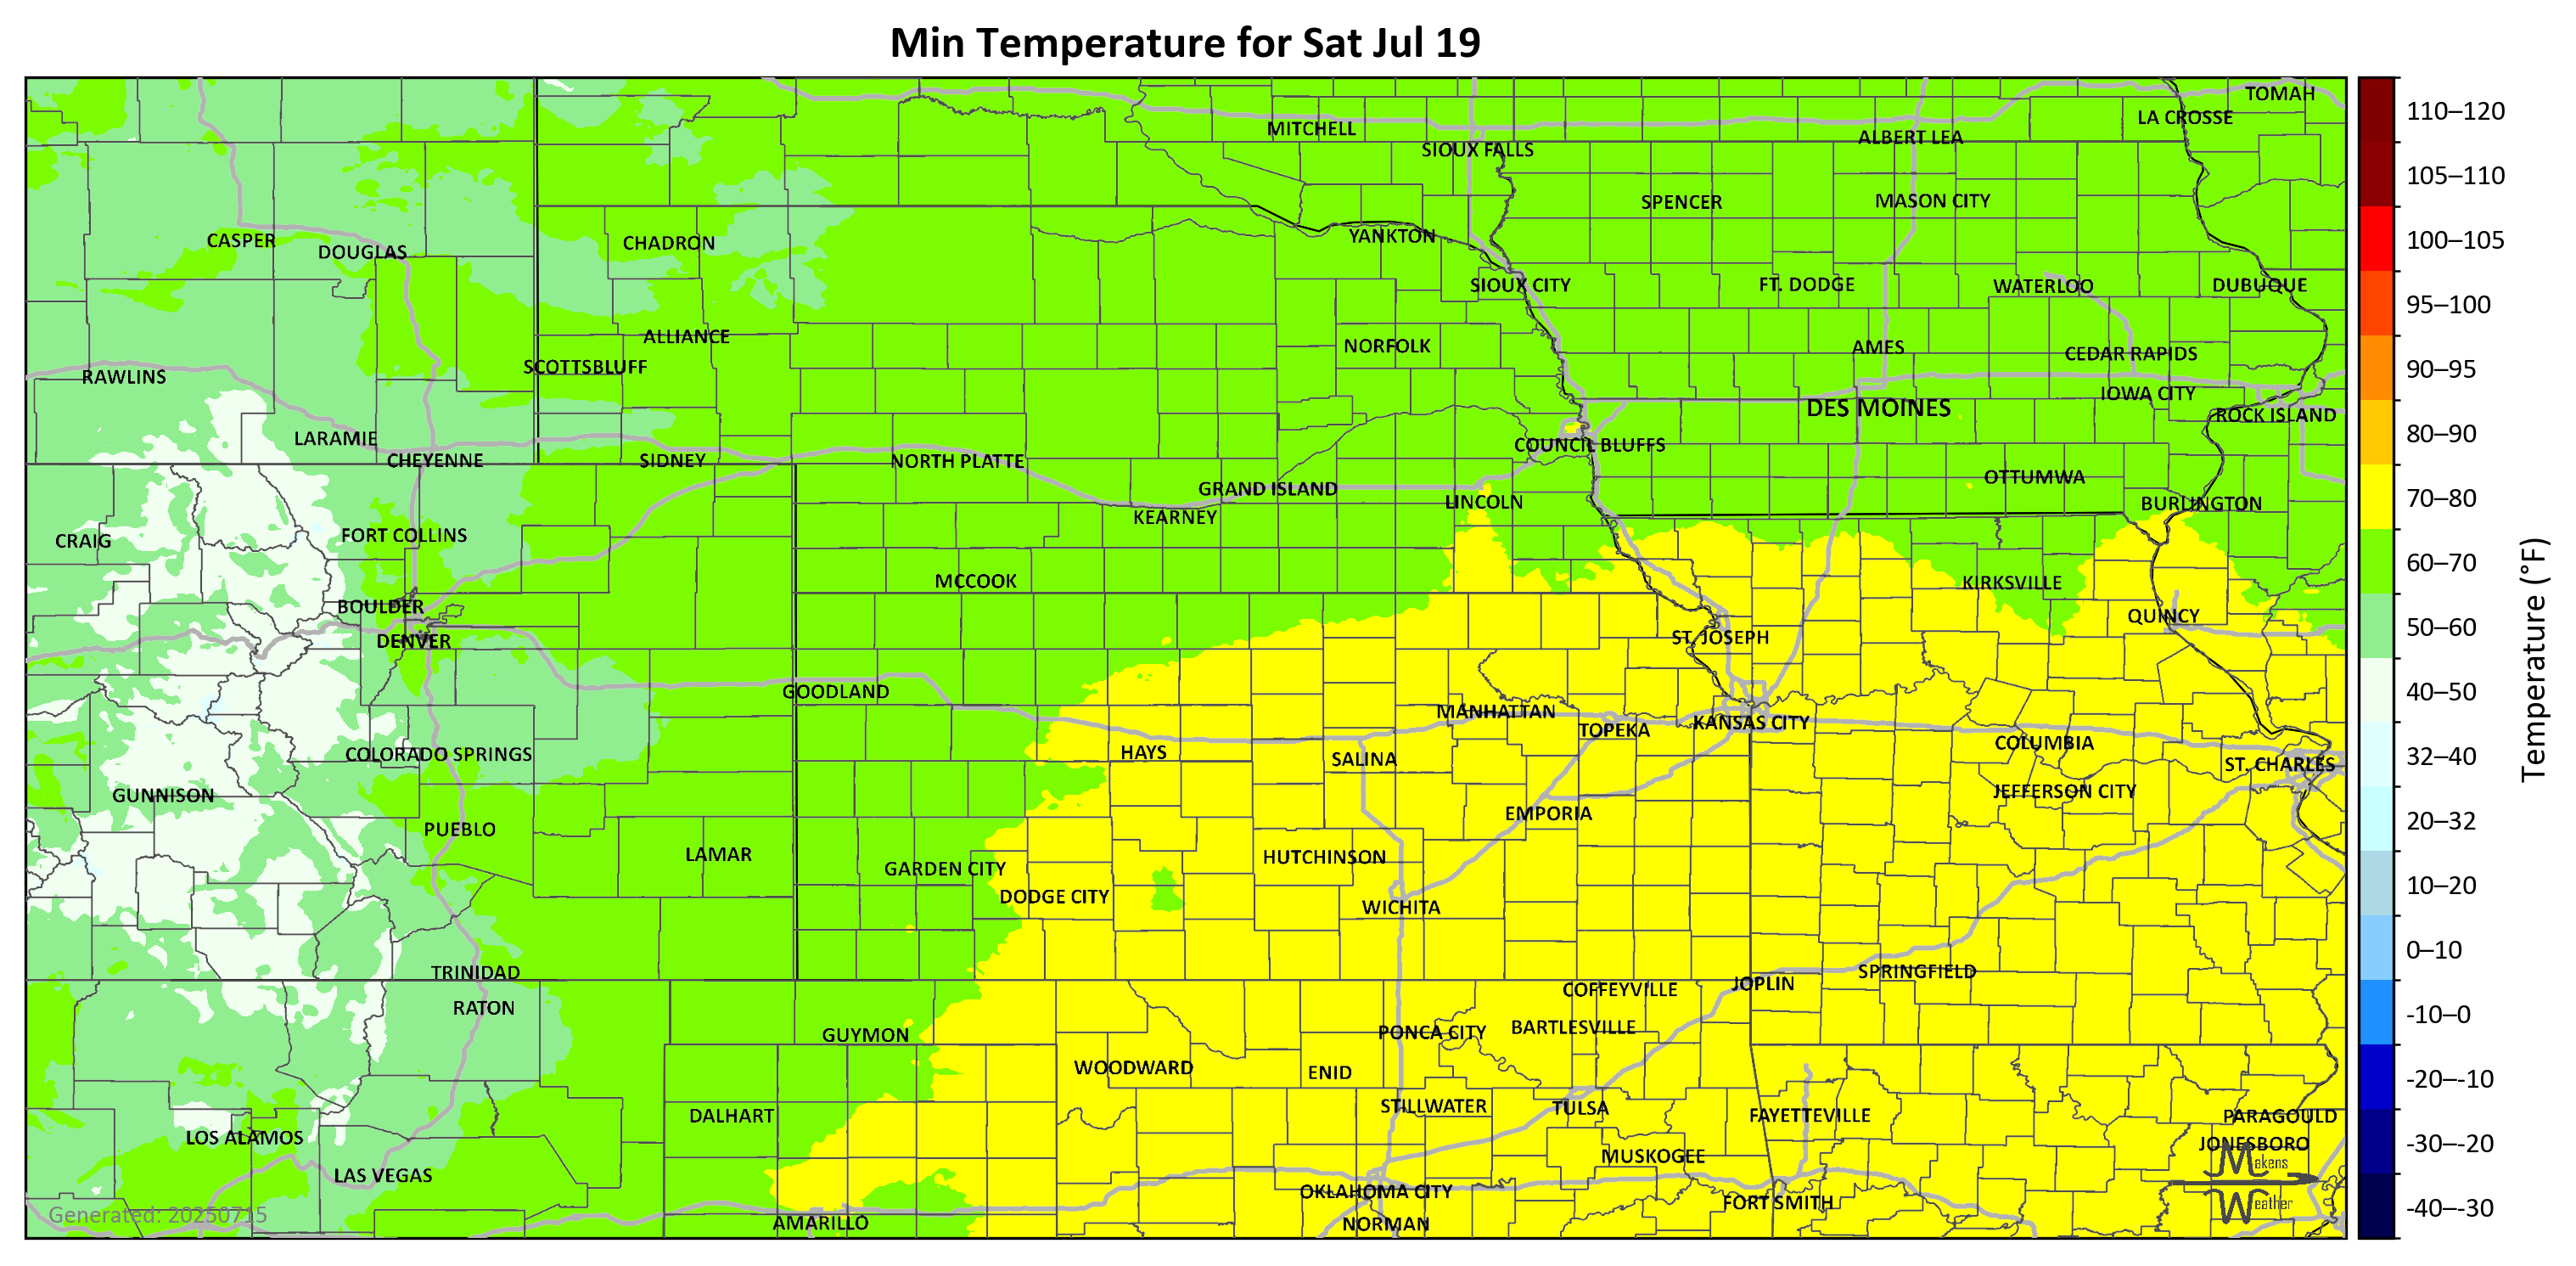 Min Temperature for Sat Jul 19
TOMAH
LA CROSSE
MITCHELL
ALBERT LEA
SIOUX FALLS
SPENCER
MASON CITY
CASPER
DOUGLAS
CHADRON
YANKTON
SIOUX CITY
FT. DODGE
WATERLOO
DUBUQUE
ALLIANCE
NORFOLK
AMES
CEDAR RAPIDS
SCOTTSBLUFF
RAWLINS
IOWA CITY
DES MOINES
ROCK ISLAND
LARAMIE
COUNCIL BLUFFS
CHEYENNE
SIDNEY
NORTH PLATTE
OTTUMWA
GRAND ISLAND
LINCOLN
BURLINGTON
KEARNEY
CRAIG
FORT COLLINS
MCCOOK
KIRKSVILLE
BOULDER
QUINCY
DENVER
ST. JOSEPH
GOODLAND
MANHATTAN
TOPEKA
KANSAS CITY
COLUMBIA
COLORADO SPRINGS
HAYS
SALINA
ST. CHARLES
GUNNISON
JEFFERSON CITY
EMPORIA
PUEBLO
LAMAR
HUTCHINSON
GARDEN CITY
DODGE CITY
WICHITA
TRINIDAD
SPRINGFIELD
JOPLIN
COFFEYVILLE
RATON
GUYMON
PONCA CITY
BARTLESVILLE
WOODWARD
ENID
STILLWATER
TULSA
DALHART
FAYETTEVILLE
PARAGOULD
LOS ALAMOS
JONESBORO
MUSKOGEE
LAS VEGAS
OKLAHOMA CITY
FORT SMITH
AMARILLO
NORMAN
Generated: 20250715
Makens
Weather
110–120
105–110
100–105
95–100
90–95
80–90
70–80
60–70
50–60
40–50
32–40
20–32
10–20
0–10
-10–0
-20–-10
-30–-20
-40–-30
Temperature (°F)